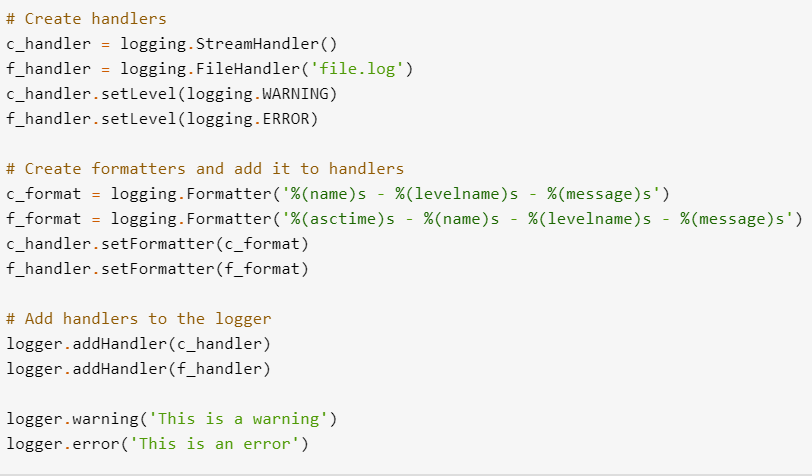 # Create handlers
c_handler = logging.StreamHandler()
f_handler = logging.FileHandler('file.log')
c_handler.setLevel(logging.WARNING)
f_handler.setLevel(logging.ERROR)

# Create formatters and add it to handlers
c_format = logging.Formatter('%(name)s - %(levelname)s - %(message)s')
f_format = logging.Formatter('%(asctime)s - %(name)s - %(levelname)s - %(message)s')
c_handler.setFormatter(c_format)
f_handler.setFormatter(f_format)

# Add handlers to the logger
logger.addHandler(c_handler)
logger.addHandler(f_handler)

logger.warning('This is a warning')
logger.error('This is an error')